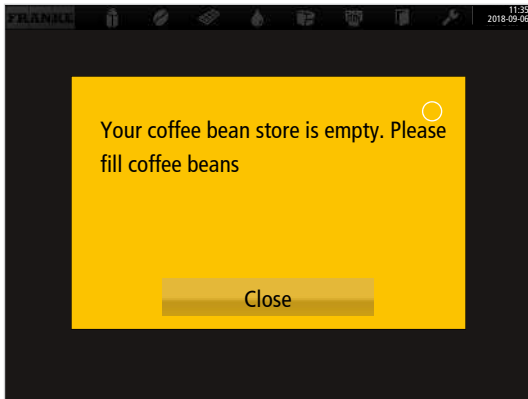 FRANKE
11:35
2018-09-06
Your coffee bean store is empty. Please
fill coffee beans
Close